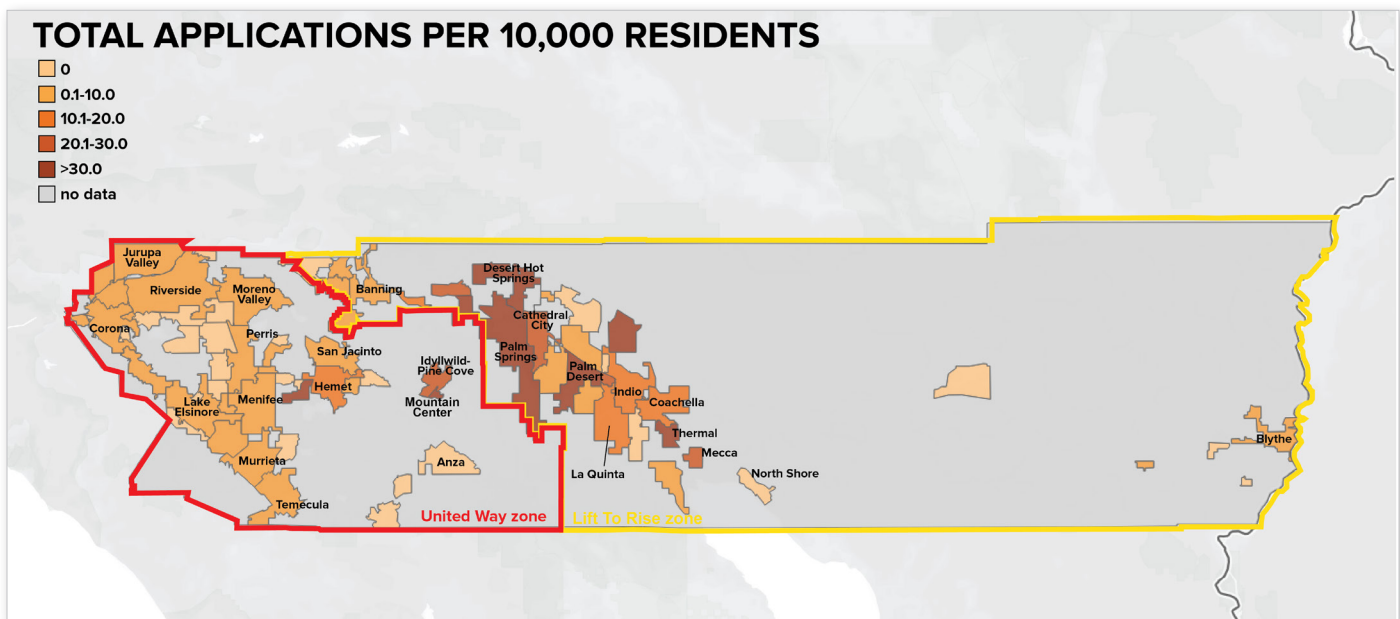 TOTAL APPLICATIONS PER 10,000 RESIDENTS
0
0.1-10.0
10.1-20.0
20.1-30.0
>30.0
no data
Jurupa
Valley
Riverside
Moreno
Valley
Corona
Perris
San Jacinto
Hemet
Menifee
Lake
Elsinore
Murrieta
Temecula
Banning
Idyllwild-
Pine Cove
Mountain
Center
Anza
Desert Hot
Springs
Cathedral
City
Palm
Springs
Palm
Desert
Indio
Coachella
Thermal
Mecca
La Quinta
North Shore
Blythe
United Way zone
Lift To Rise zone